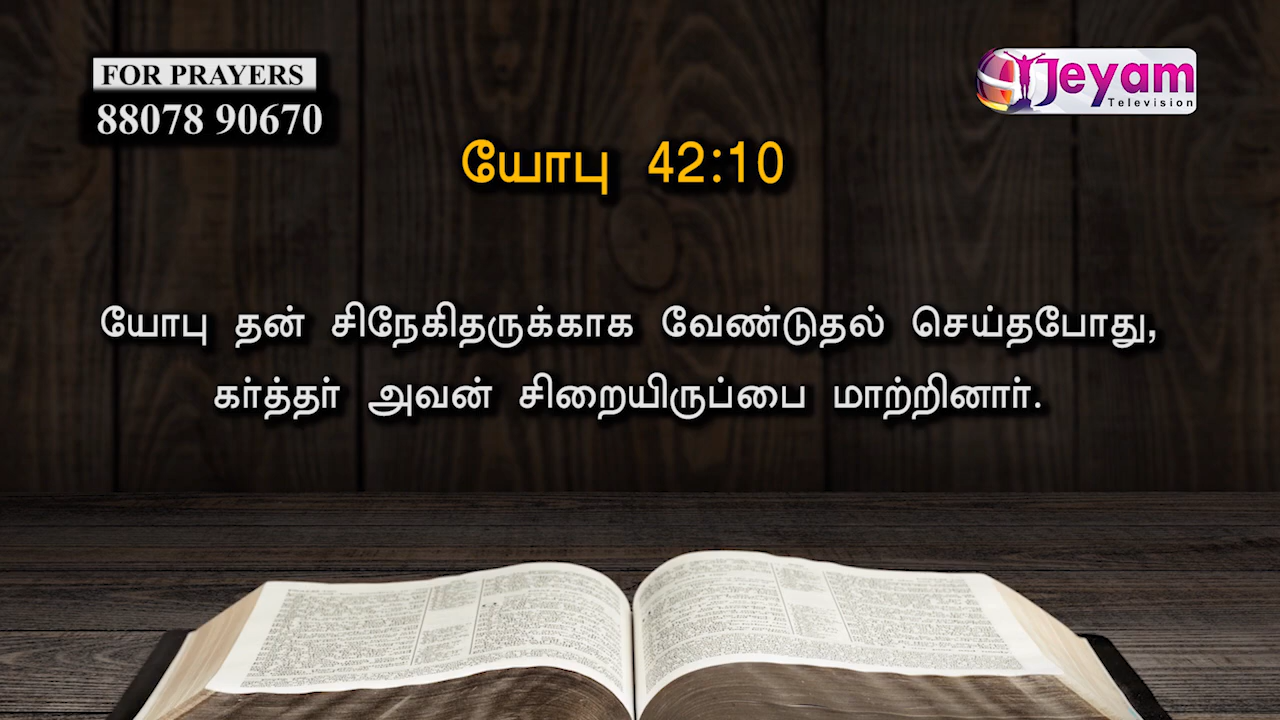 FOR PRAYERS
88078 90670
Jeyam
Television
யோபு 42:10
யோபு தன் சிநேகிதருக்காக வேண்டுதல் செய்தபோது,
கர்த்தர் அவன் சிறையிருப்பை மாற்றினார்.